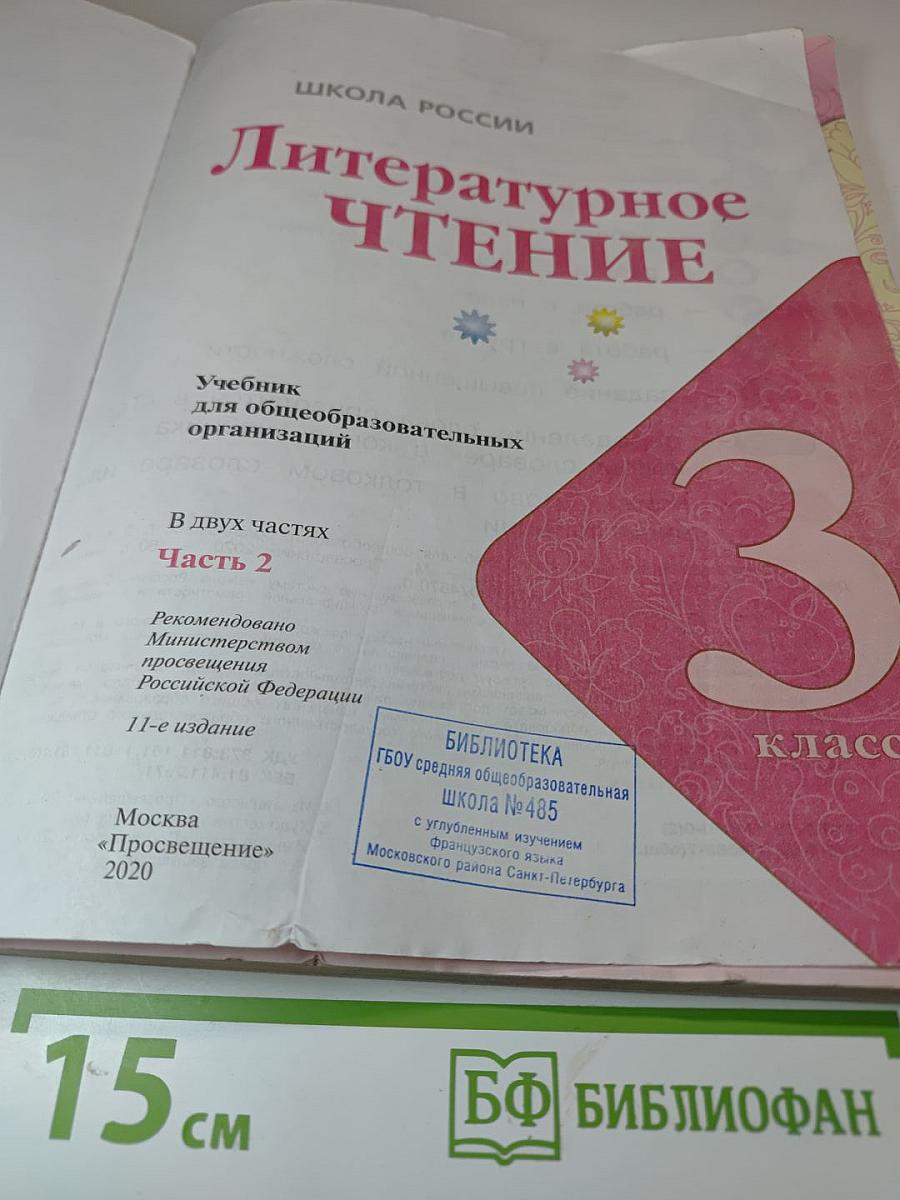 ШКОЛА РОССИИ
Литературное
ЧТЕНИЕ
Учебник
для общеобразовательных
организаций
3
класс
В двух частях
Часть 2
Рекомендовано
Министерством
просвещения
Российской Федерации
11-е издание
БИБЛИОТЕКА
ГБОУ средняя общеобразовательная
ШКОЛА №485
с углубленным изучением
французского языка
Московского района Санкт-Петербурга
Москва
«Просвещение»
2020
15 см
БФ БИБЛИОФАН